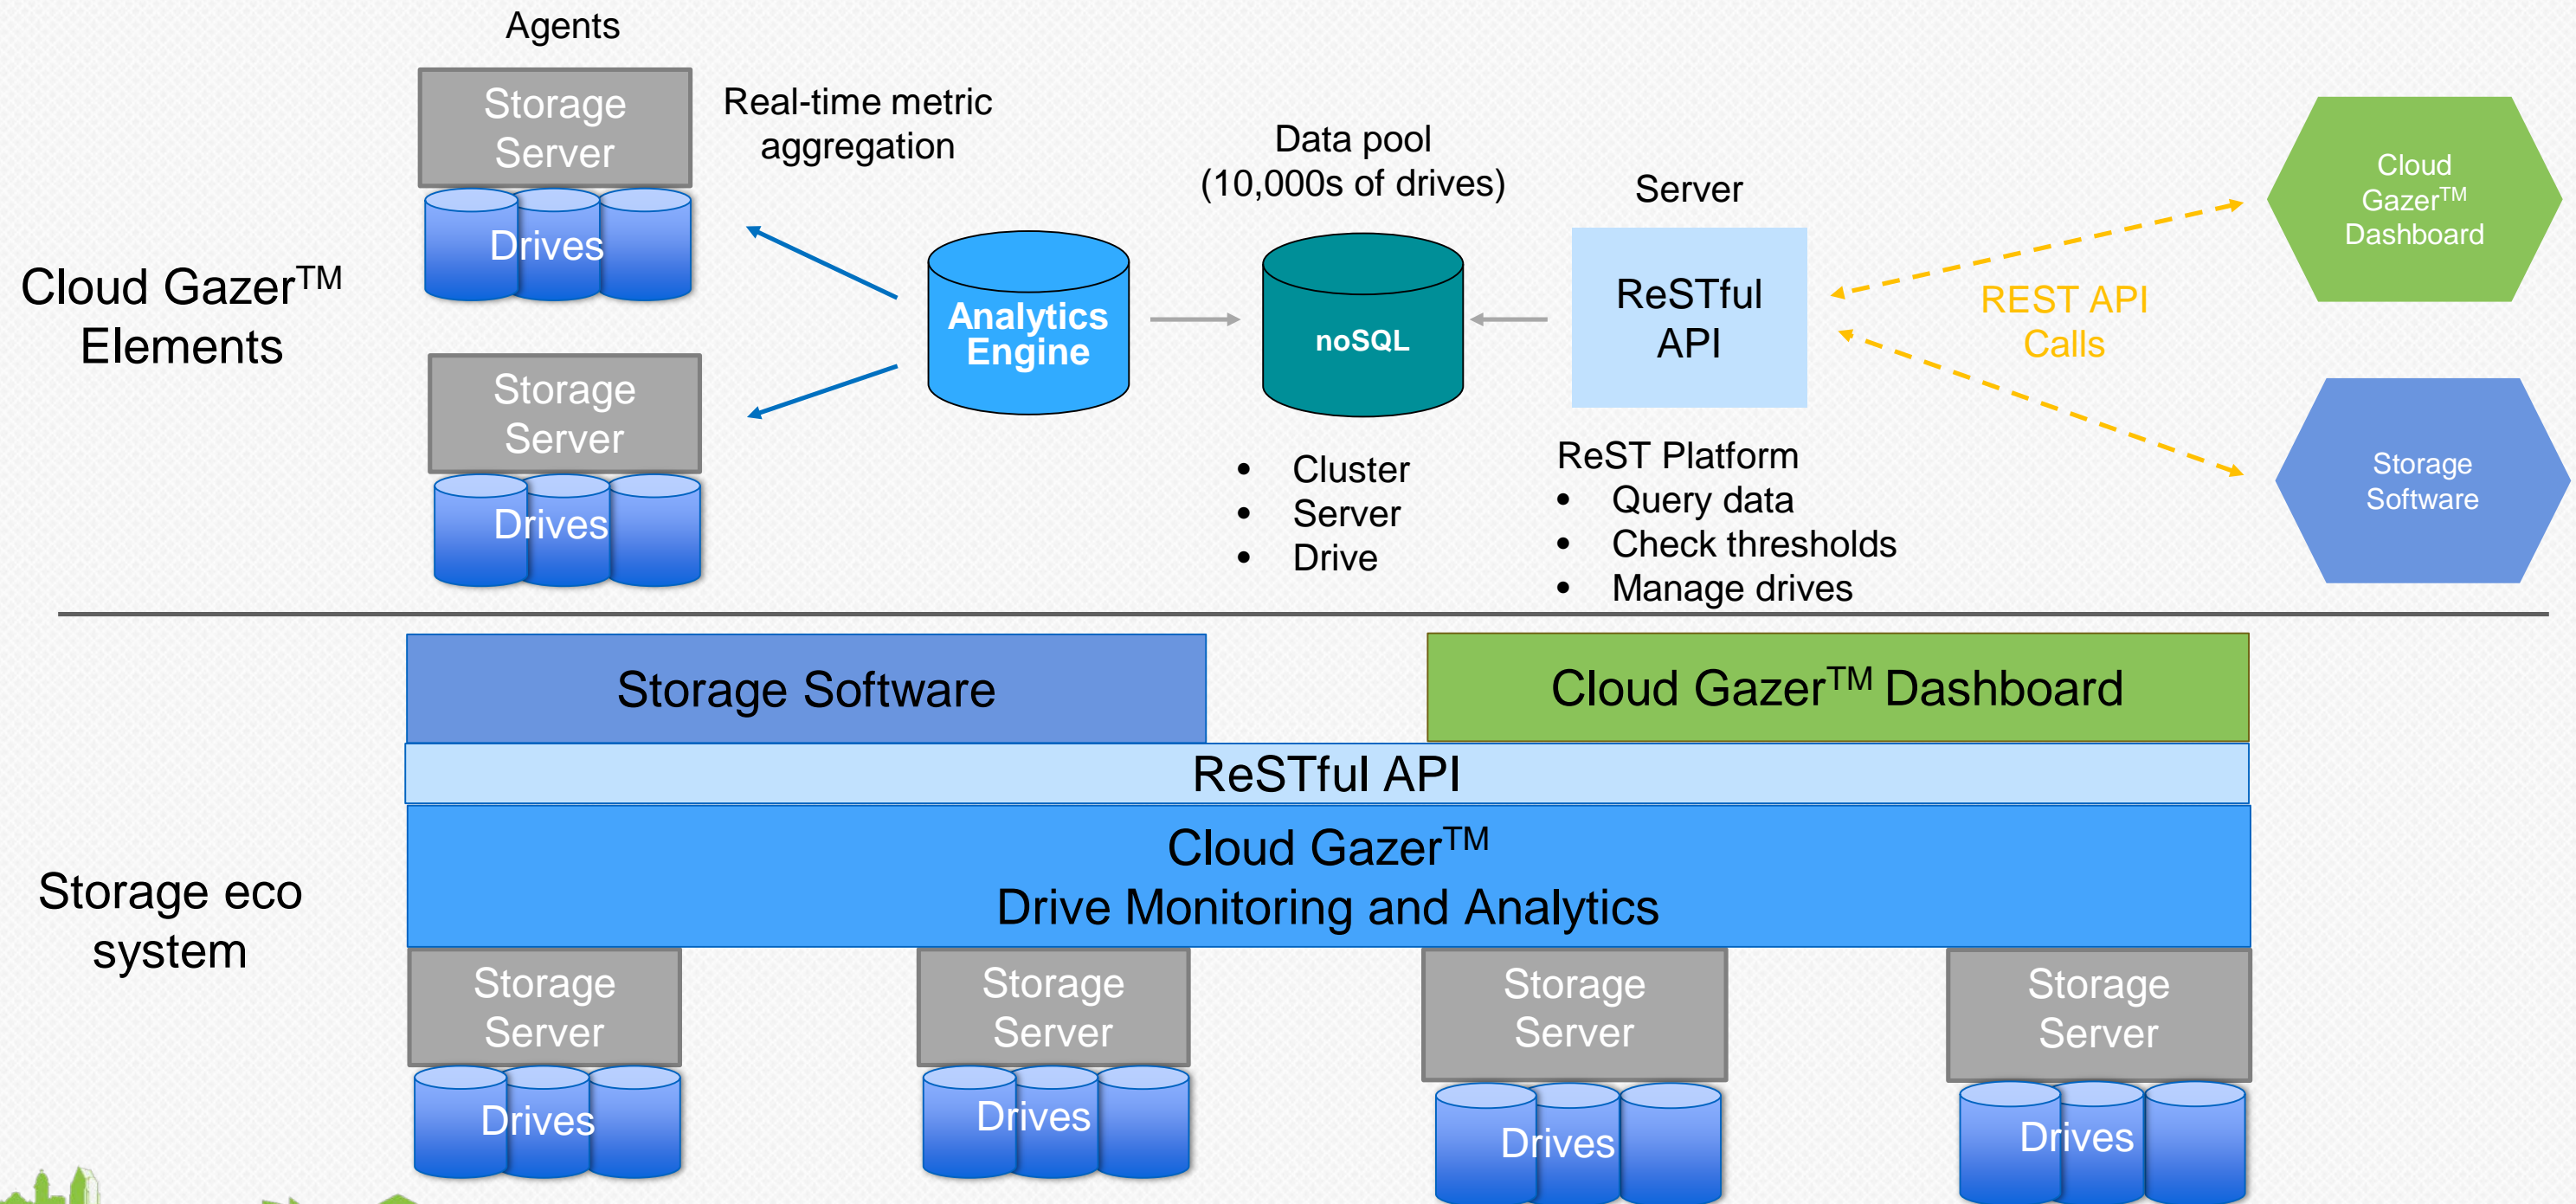 Agents
Storage
Server
Drives
Real-time metric
aggregation
Storage
Server
Drives
Cloud Gazer™
Elements
Analytics
Engine
Data pool
(10,000s of drives)
noSQL
• Cluster
• Server
• Drive
Server
ReSTful
API
ReST Platform
• Query data
• Check thresholds
• Manage drives
REST API
Calls
Cloud
Gazer™
Dashboard
Storage
Software
Storage eco
system
Storage Software
Cloud Gazer™ Dashboard
ReSTful API
Cloud Gazer™
Drive Monitoring and Analytics
Storage
Server
Drives
Storage
Server
Drives
Storage
Server
Drives
Storage
Server
Drives